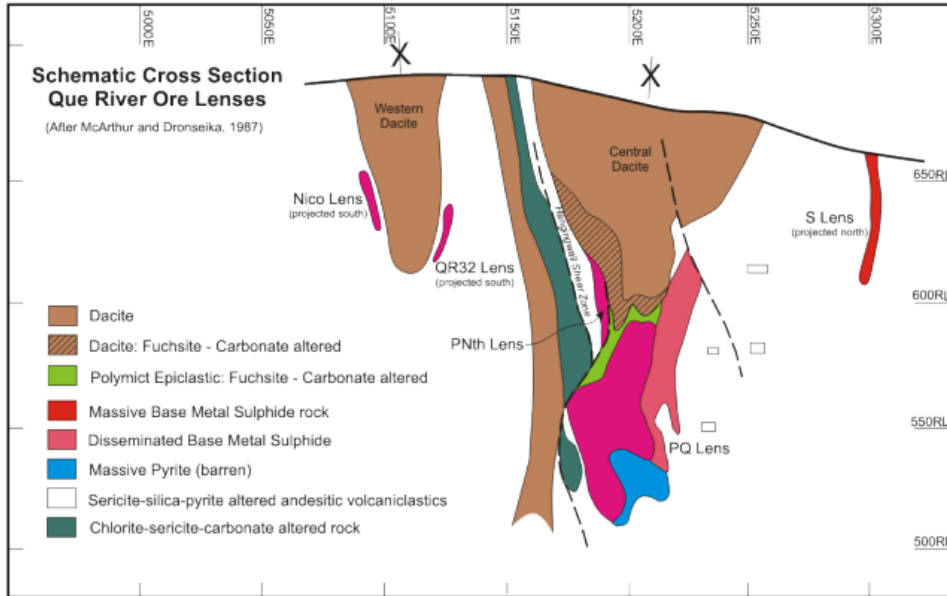 5000E
5050E
5100E
5150E
5200E
5250E
5300E
X
X
Schematic Cross Section
Que River Ore Lenses
(After McArthur and Dronseika, 1987)
Western
Dacite
Central
Dacite
650RL
Nico Lens
(projected south)
S Lens
(projected north)
Hangingwall Shear Zone
QR32 Lens
(projected south)
600RL
PNth Lens
Dacite
Dacite: Fuchsite - Carbonate altered
Polymict Epiclastic: Fuchsite - Carbonate altered
Massive Base Metal Sulphide rock
Disseminated Base Metal Sulphide
Massive Pyrite (barren)
Sericite-silica-pyrite altered andesitic volcaniclastics
Chlorite-sericite-carbonate altered rock
550RL
PQ Lens
500RL